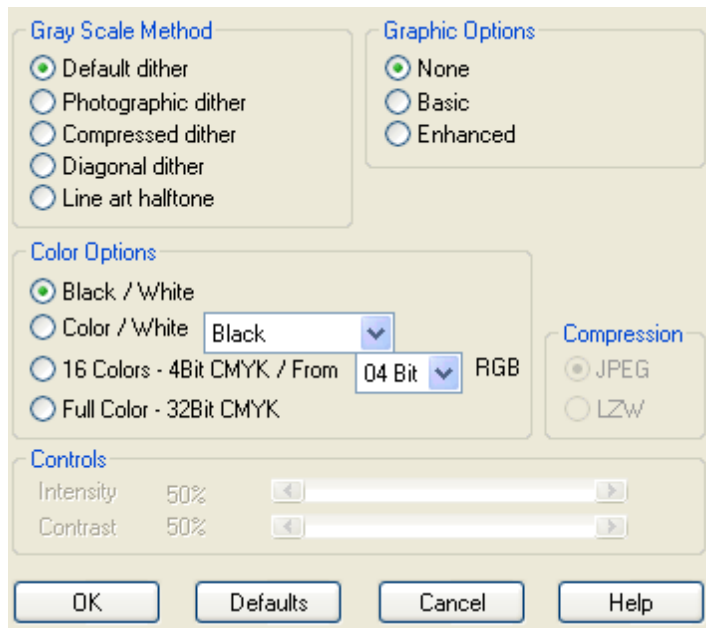 Gray Scale Method
Default dither
Photographic dither
Compressed dither
Diagonal dither
Line art halftone
Graphic Options
None
Basic
Enhanced
Color Options
Black / White
Color / White Black
16 Colors - 4Bit CMYK / From 04 Bit RGB
Full Color - 32Bit CMYK
Compression
JPEG
LZW
Controls
Intensity 50%
Contrast 50%
OK Defaults Cancel Help